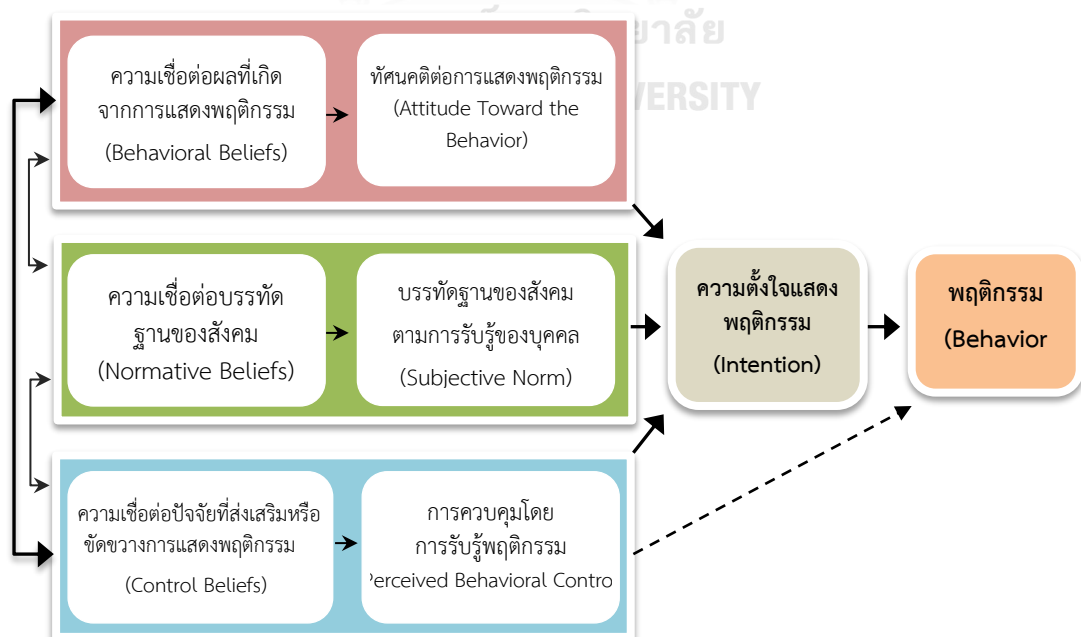 ยาลัย
VERSITY
ความเชื่อต่อผลที่เกิด
จากการแสดงพฤติกรรม
(Behavioral Beliefs)
ทัศนคติต่อการแสดงพฤติกรรม
(Attitude Toward the
Behavior)
ความเชื่อต่อบรรทัด
ฐานของสังคม
(Normative Beliefs)
บรรทัดฐานของสังคม
ตามการรับรู้ของบุคคล
(Subjective Norm)
ความตั้งใจแสดง
พฤติกรรม
(Intention)
พฤติกรรม
(Behavior
ความเชื่อต่อปัจจัยที่ส่งเสริมหรือ
ขัดขวางการแสดงพฤติกรรม
(Control Beliefs)
การควบคุมโดย
การรับรู้พฤติกรรม
Perceived Behavioral Contro